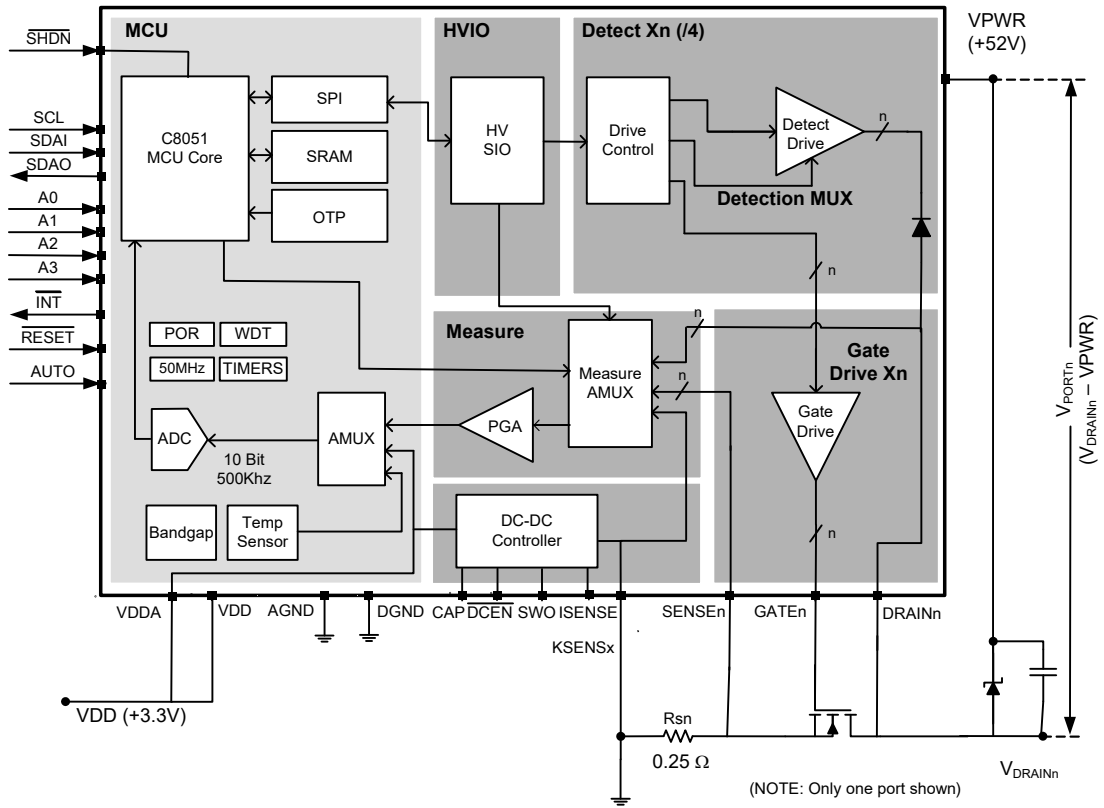 MCU
HVIO
Detect Xn (/4)
VPWR
(+52V)
SHDN
SCL
SDAI
SDAO
A0
A1
A2
A3
INT
RESET
AUTO
C8051
MCU Core
SPI
SRAM
OTP
HV
SIO
Drive
Control
Detect
Drive
n
Detection MUX
n
POR
WDT
50MHz
TIMERS
Measure
Measure
AMUX
n
n
Gate
Drive Xn
Gate
Drive
n
ADC
10 Bit
500Khz
AMUX
PGA
Bandgap
Temp
Sensor
DC-DC
Controller
VPORTn
(VDRAINn – VPWR)
VDDA
VDD
AGND
DGND
CAP
DCEN
SWO
ISENSE
KSENSx
SENSEn
GATEn
DRAINn
VDD (+3.3V)
Rsn
0.25 Ω
VDRAINn
(NOTE: Only one port shown)